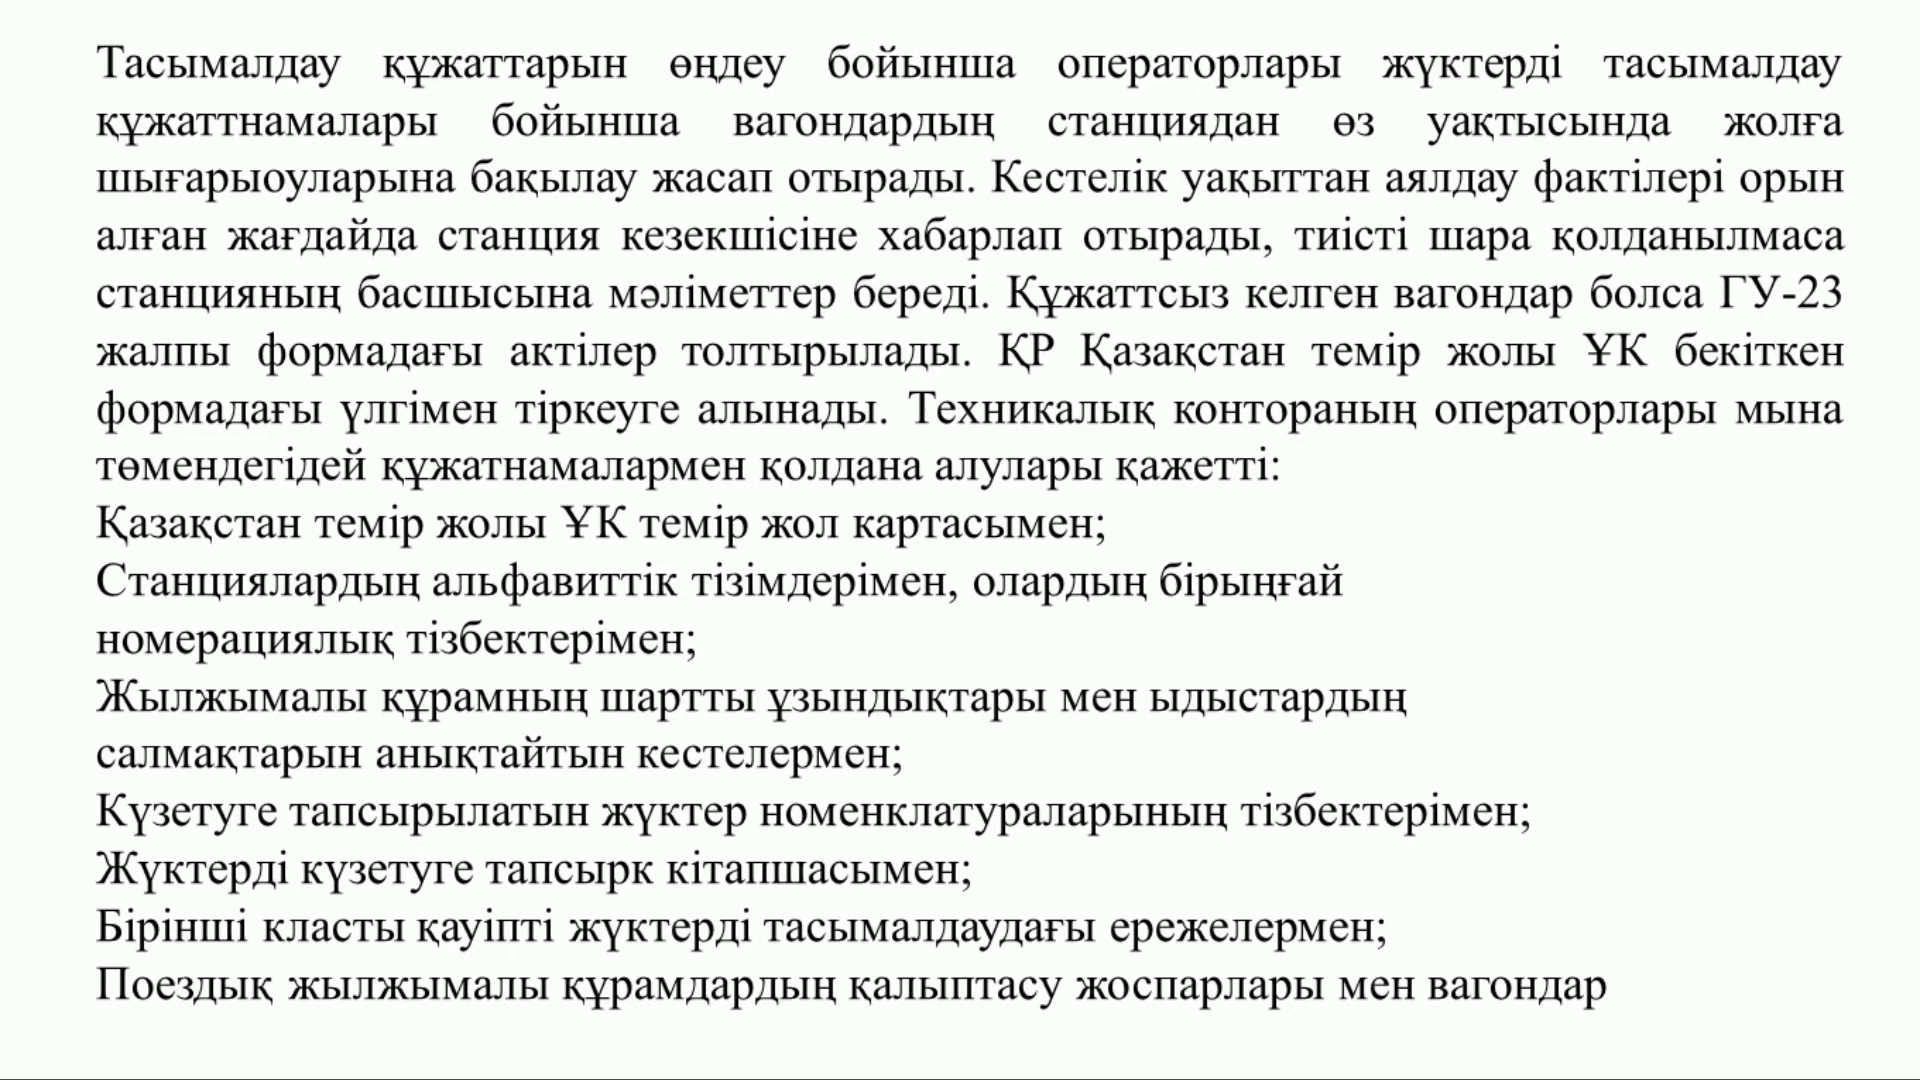 Тасымалдау құжаттарын өңдеу бойынша операторлары жүктерді тасымалдау
құжаттнамалары бойынша вагондардың станциядан өз уақтысында жолға
шығарыоуларына бақылау жасап отырады. Кестелік уақыттан аялдау фактілері орын
алған жағдайда станция кезекшісіне хабарлап отырады, тиісті шара қолданылмаса
станцияның басшысына мәліметтер береді. Құжаттсыз келген вагондар болса ГУ-23
жалпы формадағы актілер толтырылады. ҚР Қазақстан темір жолы ҰК бекіткен
формадағы үлгімен тіркеуге алынады. Техникалық контораның операторлары мына
төмендегідей құжатнамалармен қолдана алулары қажетті:
Қазақстан темір жолы ҰК темір жол картасымен;
Станциялардың альфавиттік тізімдерімен, олардың бірыңғай
номерациялық тізбектерімен;
Жылжымалы құрамның шартты ұзындықтары мен ыдыстардың
салмақтарын анықтайтын кестелермен;
Күзетуге тапсырылатын жүктер номенклатураларының тізбектерімен;
Жүктерді күзетуге тапсырк кітапшасымен;
Бірінші класты қауіпті жүктерді тасымалдаудағы ережелермен;
Поездық жылжымалы құрамдардың қалыптасу жоспарлары мен вагондар